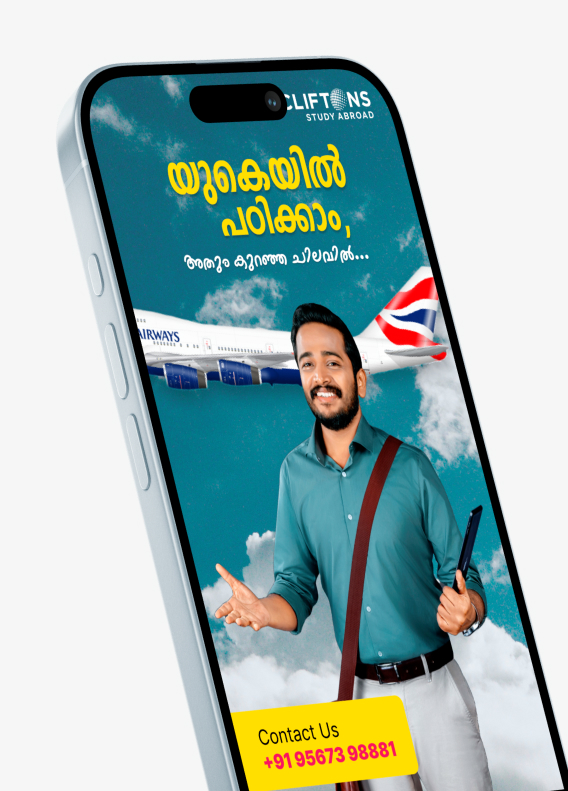 CLIFTONS
STUDY ABROAD
യുകെയിൽ
പഠിക്കാം,
അതും കുറഞ്ഞ ചിലവിൽ...
AIRWAYS
Contact Us
+91 95673 98881